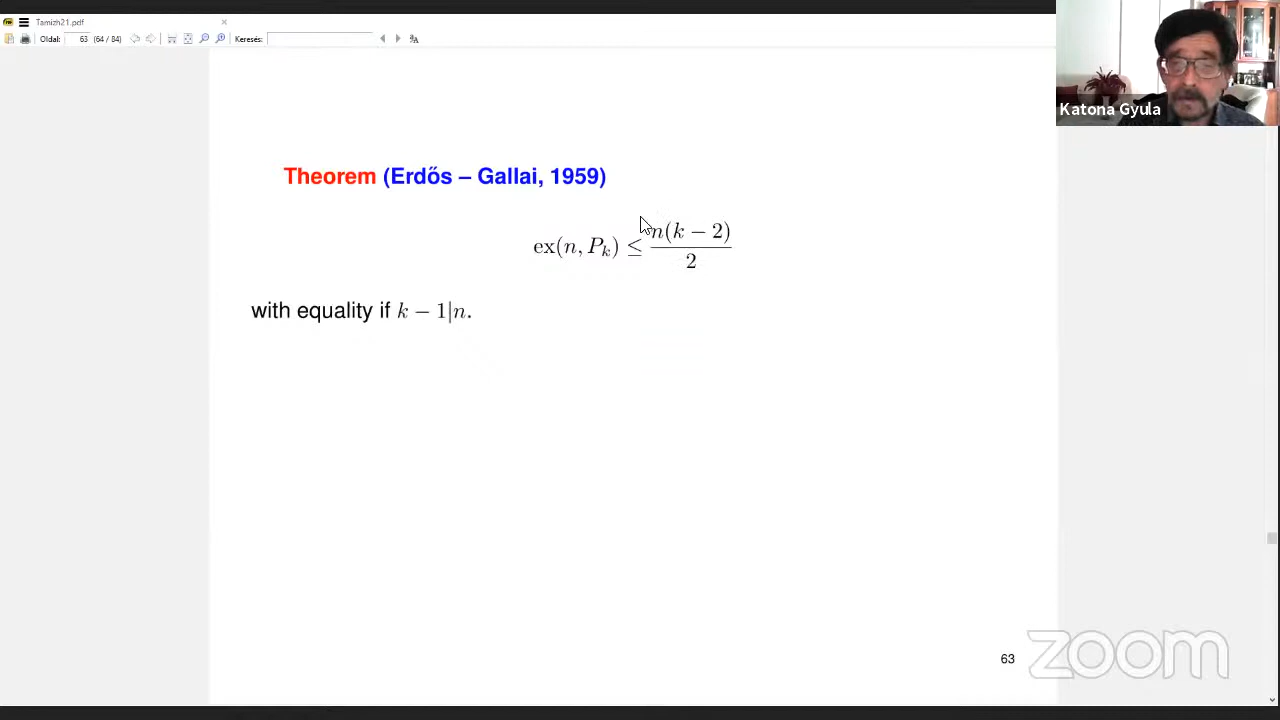 Tamizh21.pdf ×
Oldal: 63 (64 / 84) Keresés:
Katona Gyula
Theorem (Erdős – Gallai, 1959)
ex(n, P_k) ≤ n(k − 2) / 2
with equality if k − 1|n.
63
zoom